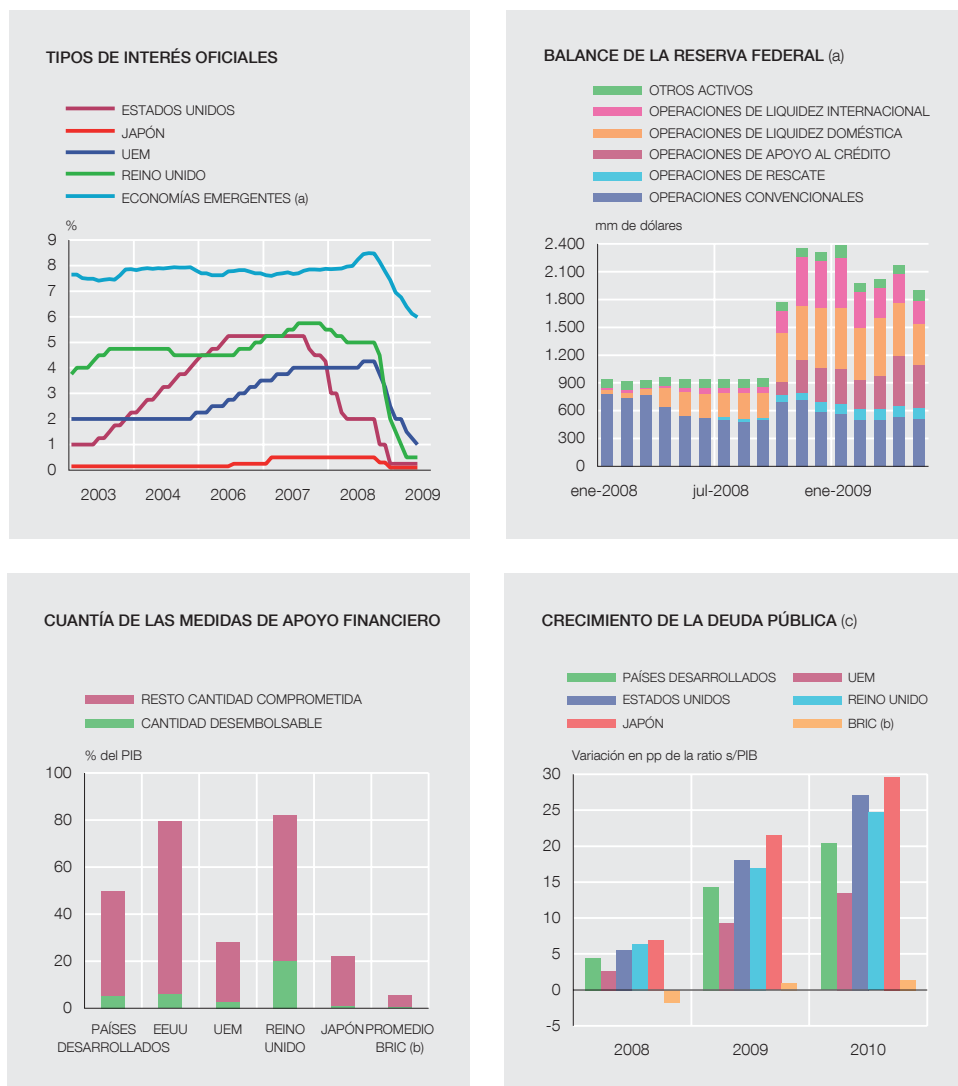 TIPOS DE INTERÉS OFICIALES
ESTADOS UNIDOS
JAPÓN
UEM
REINO UNIDO
ECONOMÍAS EMERGENTES (a)
%
9
8
7
6
5
4
3
2
1
0
2003 2004 2006 2007 2008 2009
BALANCE DE LA RESERVA FEDERAL (a)
OTROS ACTIVOS
OPERACIONES DE LIQUIDEZ INTERNACIONAL
OPERACIONES DE LIQUIDEZ DOMÉSTICA
OPERACIONES DE APOYO AL CRÉDITO
OPERACIONES DE RESCATE
OPERACIONES CONVENCIONALES
mm de dólares
2.400
2.100
1.800
1.500
1.200
900
600
300
0
ene-2008 jul-2008 ene-2009
CUANTÍA DE LAS MEDIDAS DE APOYO FINANCIERO
RESTO CANTIDAD COMPROMETIDA
CANTIDAD DESEMBOLSABLE
% del PIB
100
80
60
40
20
0
PAÍSES EEUU UEM REINO JAPÓN PROMEDIO
DESARROLLADOS UNIDO BRIC (b)
CRECIMIENTO DE LA DEUDA PÚBLICA (c)
PAÍSES DESARROLLADOS UEM
ESTADOS UNIDOS REINO UNIDO
JAPÓN BRIC (b)
Variación en pp de la ratio s/PIB
30
25
20
15
10
5
0
-5
2008 2009 2010